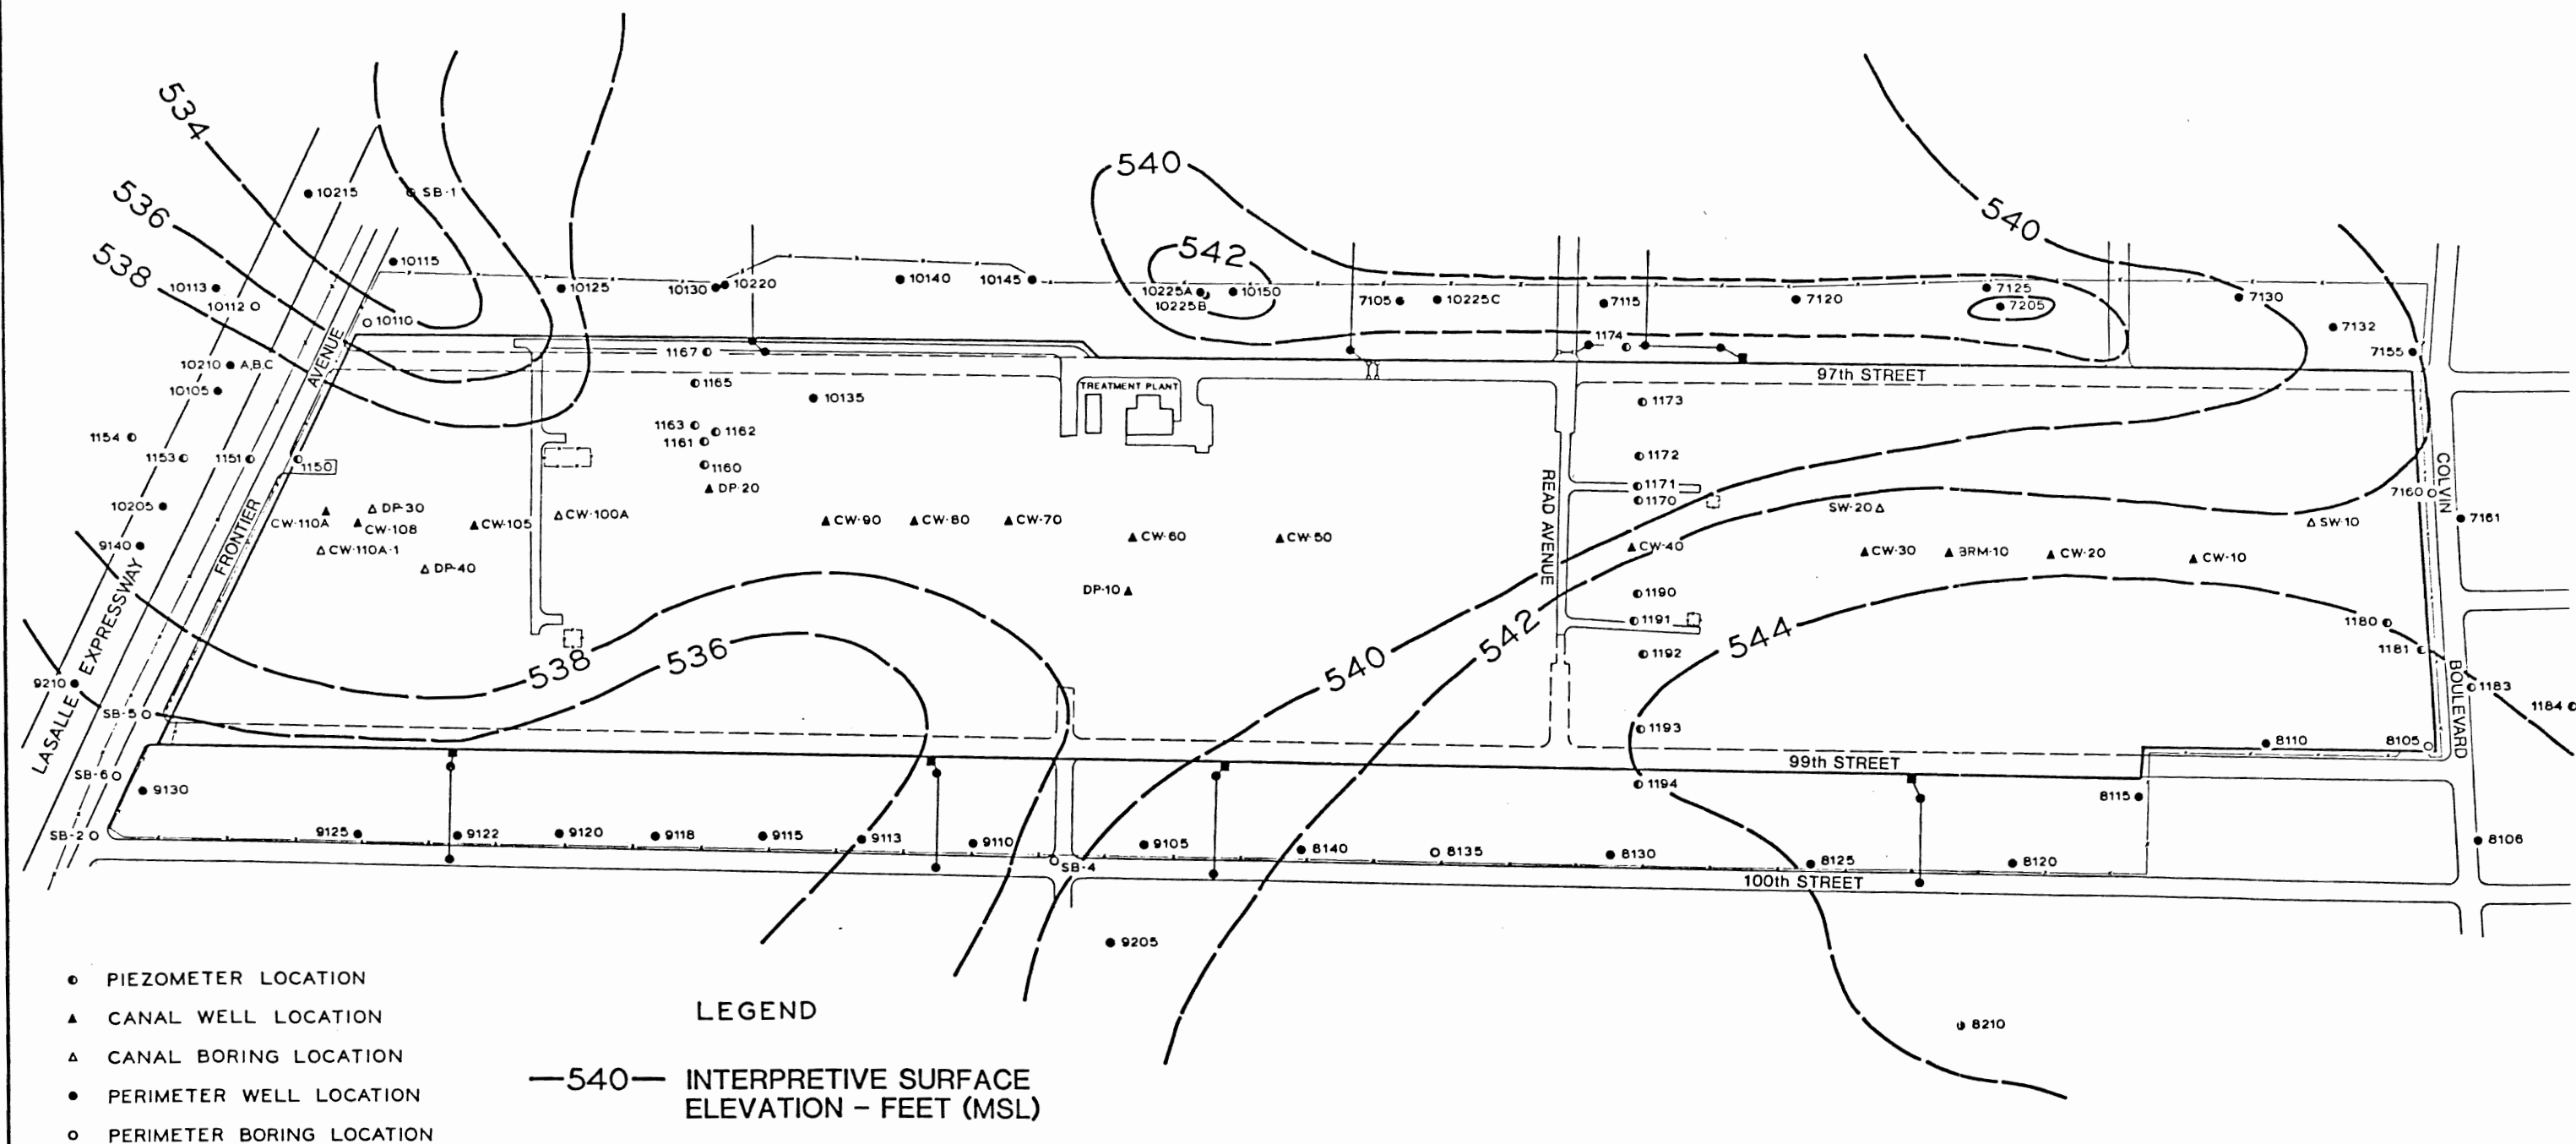 534
536
538
540
542
540
10215
SB-1
10115
10113
10112
10110
10125
10130
10220
10140
10145
10225A
10225B
10150
7105
10225C
7115
7120
7125
7205
7130
7132
7155
1174
10210 A,B,C
10105
1167
1165
10135
TREATMENT PLANT
97th STREET
1173
1154
1153
1151
1150
1163
1162
1161
1160
DP-20
1172
1171
1170
10205
CW-110A
DP-30
CW-108
CW-110A-1
CW-105
CW-100A
DP-40
CW-90
CW-80
CW-70
CW-60
CW-50
DP-10
CW-40
SW-20
SW-10
7160
7161
CW-30
BRM-10
CW-20
CW-10
9140
FRONTIER
AVENUE
LASALLE EXPRESSWAY
READ AVENUE
COLVIN
BOULEVARD
1190
1191
1192
1193
1194
1180
1181
1183
1184
538
536
540
542
544
9210
SB-5
SB-6
SB-2
9130
9125
9122
9120
9118
9115
9113
9110
SB-4
9105
8140
8135
8130
8125
8120
8115
8110
8105
8106
99th STREET
100th STREET
9205
8210
PIEZOMETER LOCATION
CANAL WELL LOCATION
CANAL BORING LOCATION
PERIMETER WELL LOCATION
PERIMETER BORING LOCATION
LEGEND
—540— INTERPRETIVE SURFACE
ELEVATION – FEET (MSL)